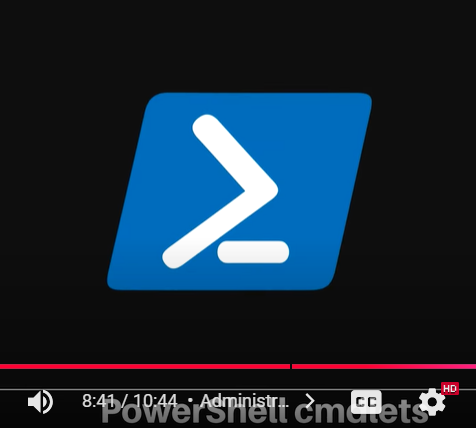 HD
8:41 / 10:44 • Administr... CC
PowerShell cmdlets